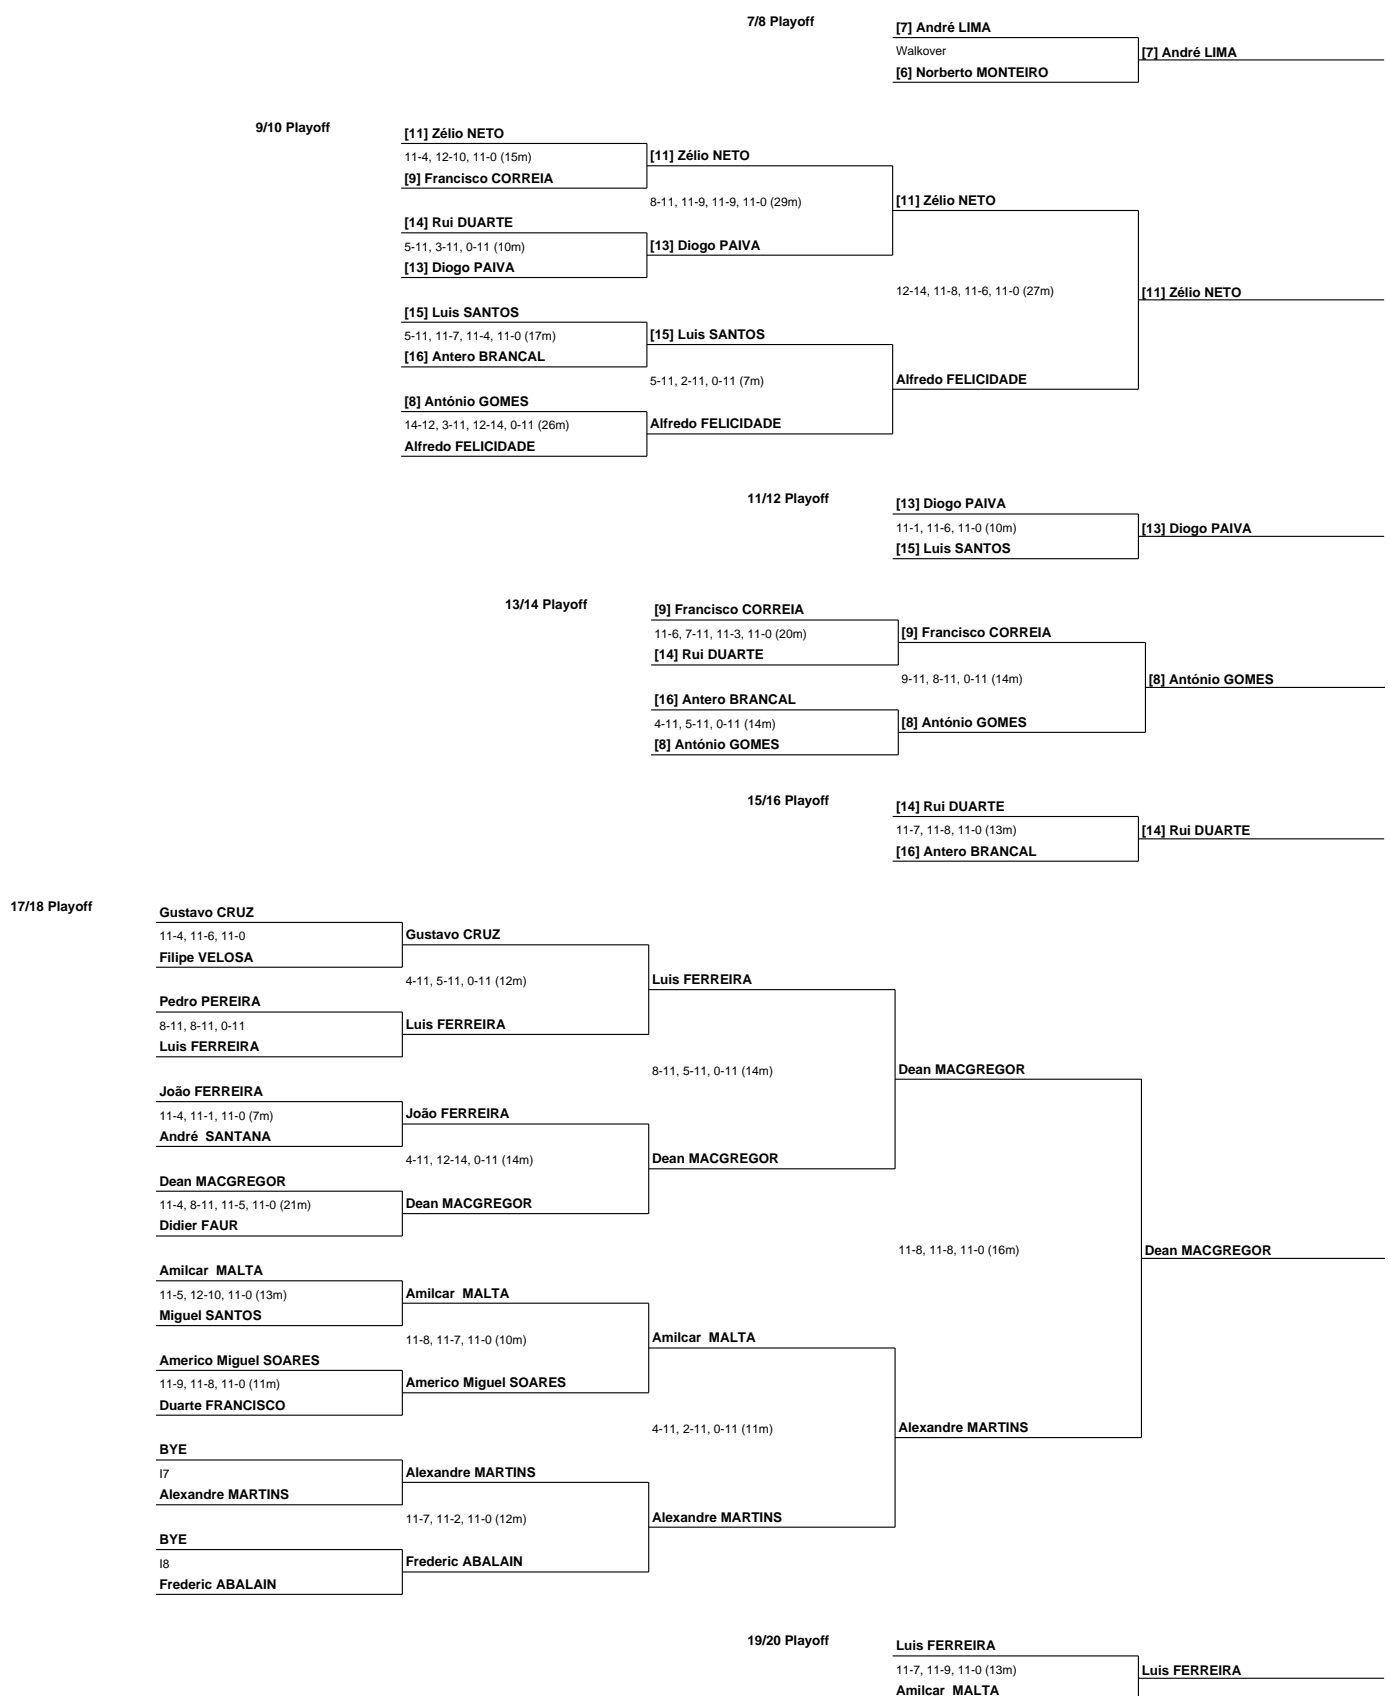 7/8 Playoff
[7] André LIMA
Walkover
[7] André LIMA
[6] Norberto MONTEIRO
9/10 Playoff
[11] Zélio NETO
11-4, 12-10, 11-0 (15m)
[11] Zélio NETO
[9] Francisco CORREIA
8-11, 11-9, 11-9, 11-0 (29m)
[11] Zélio NETO
[14] Rui DUARTE
5-11, 3-11, 0-11 (10m)
[13] Diogo PAIVA
[13] Diogo PAIVA
12-14, 11-8, 11-6, 11-0 (27m)
[11] Zélio NETO
[15] Luis SANTOS
5-11, 11-7, 11-4, 11-0 (17m)
[15] Luis SANTOS
[16] Antero BRANCAL
5-11, 2-11, 0-11 (7m)
Alfredo FELICIDADE
[8] António GOMES
14-12, 3-11, 12-14, 0-11 (26m)
Alfredo FELICIDADE
Alfredo FELICIDADE
11/12 Playoff
[13] Diogo PAIVA
11-1, 11-6, 11-0 (10m)
[13] Diogo PAIVA
[15] Luis SANTOS
13/14 Playoff
[9] Francisco CORREIA
11-6, 7-11, 11-3, 11-0 (20m)
[9] Francisco CORREIA
[14] Rui DUARTE
9-11, 8-11, 0-11 (14m)
[8] António GOMES
[16] Antero BRANCAL
4-11, 5-11, 0-11 (14m)
[8] António GOMES
[8] António GOMES
15/16 Playoff
[14] Rui DUARTE
11-7, 11-8, 11-0 (13m)
[14] Rui DUARTE
[16] Antero BRANCAL
17/18 Playoff
Gustavo CRUZ
11-4, 11-6, 11-0
Gustavo CRUZ
Filipe VELOSA
4-11, 5-11, 0-11 (12m)
Luis FERREIRA
Pedro PEREIRA
8-11, 8-11, 0-11
Luis FERREIRA
Luis FERREIRA
8-11, 5-11, 0-11 (14m)
Dean MACGREGOR
João FERREIRA
11-4, 11-1, 11-0 (7m)
João FERREIRA
André  SANTANA
4-11, 12-14, 0-11 (14m)
Dean MACGREGOR
Dean MACGREGOR
11-4, 8-11, 11-5, 11-0 (21m)
Dean MACGREGOR
Didier FAUR
11-8, 11-8, 11-0 (16m)
Dean MACGREGOR
Amilcar  MALTA
11-5, 12-10, 11-0 (13m)
Amilcar  MALTA
Miguel SANTOS
11-8, 11-7, 11-0 (10m)
Amilcar  MALTA
Americo Miguel SOARES
11-9, 11-8, 11-0 (11m)
Americo Miguel SOARES
Duarte FRANCISCO
4-11, 2-11, 0-11 (11m)
Alexandre MARTINS
BYE
I7
Alexandre MARTINS
Alexandre MARTINS
11-7, 11-2, 11-0 (12m)
Alexandre MARTINS
BYE
I8
Frederic ABALAIN
Frederic ABALAIN
19/20 Playoff
Luis FERREIRA
11-7, 11-9, 11-0 (13m)
Luis FERREIRA
Amilcar  MALTA